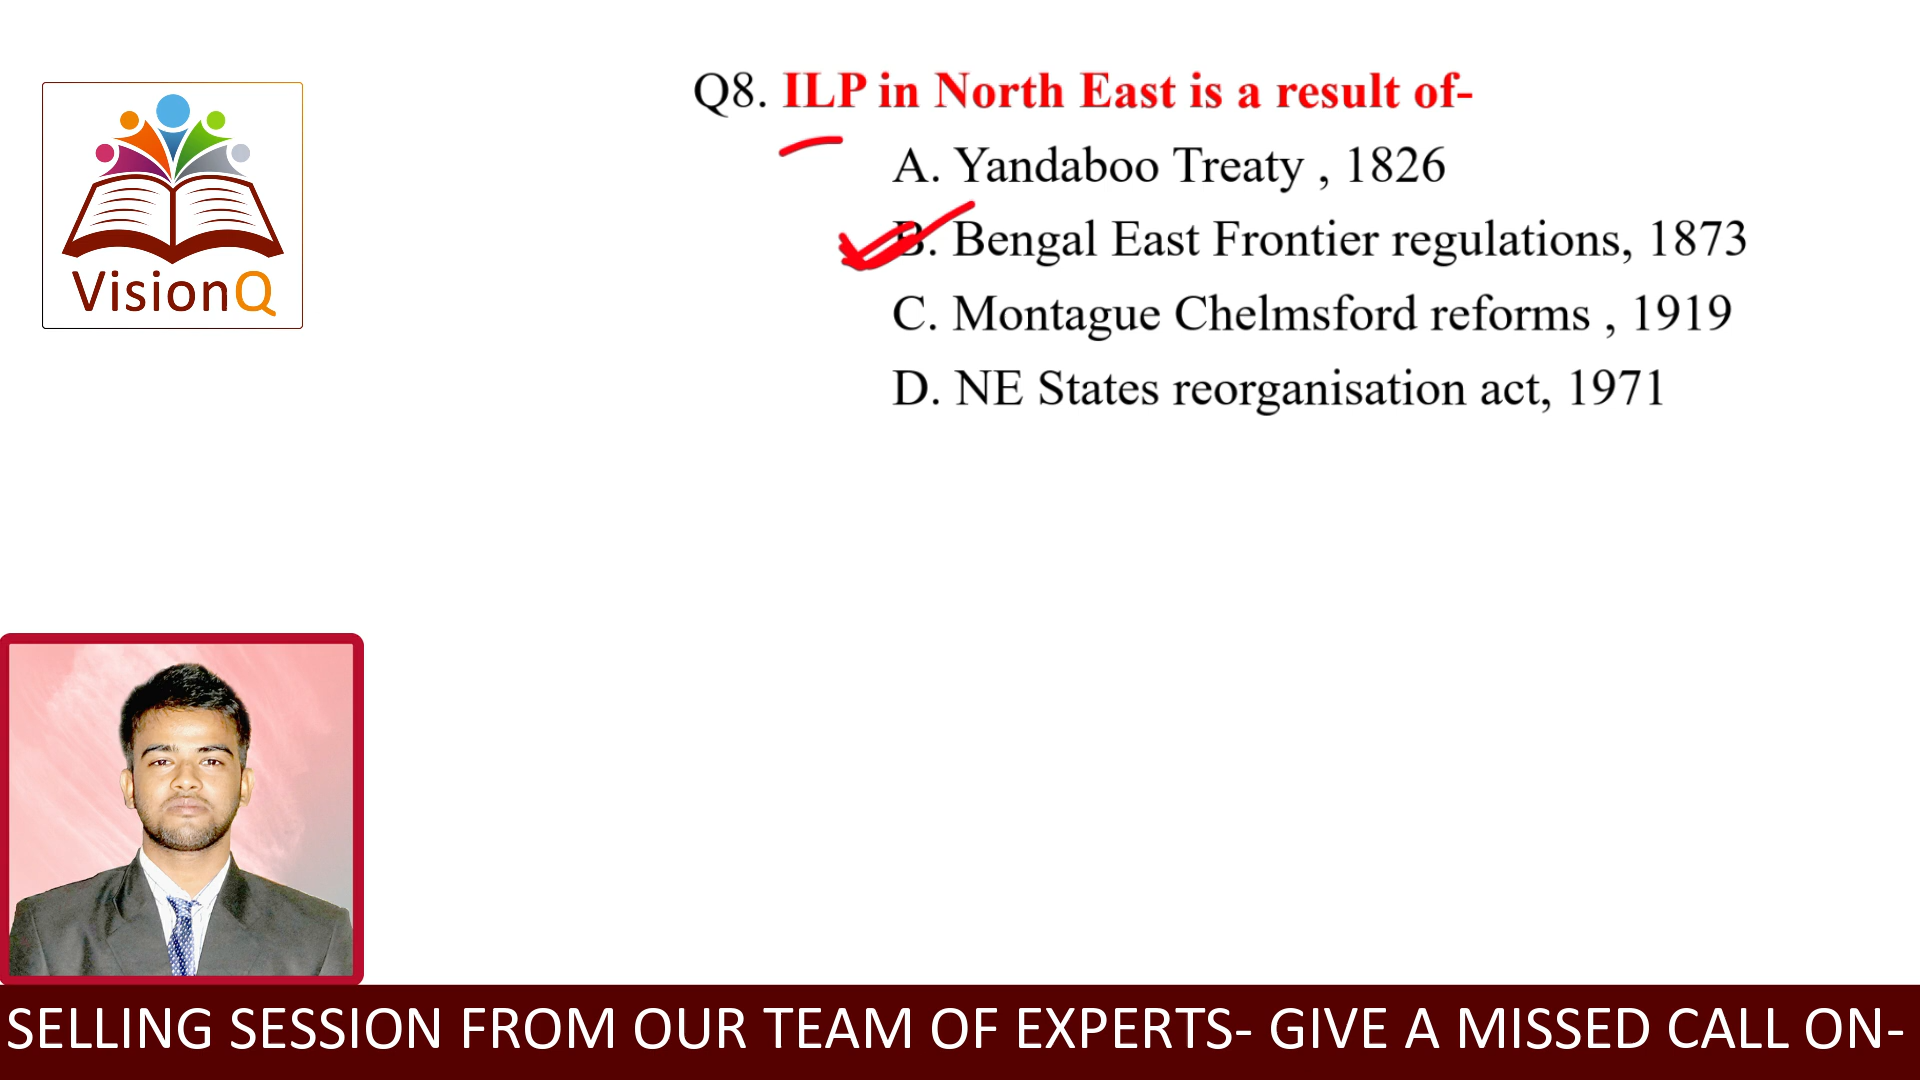 VisionQ
Q8. ILP in North East is a result of-
A. Yandaboo Treaty , 1826
B. Bengal East Frontier regulations, 1873
C. Montague Chelmsford reforms , 1919
D. NE States reorganisation act, 1971
SELLING SESSION FROM OUR TEAM OF EXPERTS- GIVE A MISSED CALL ON-